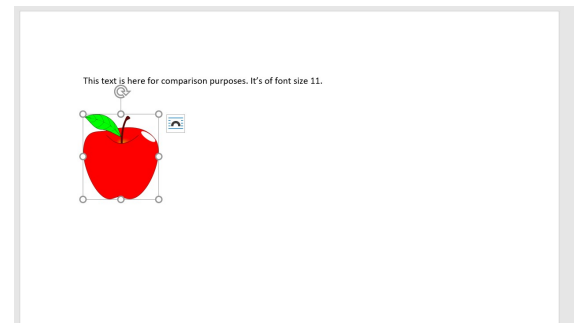 This text is here for comparison purposes. It’s of font size 11.